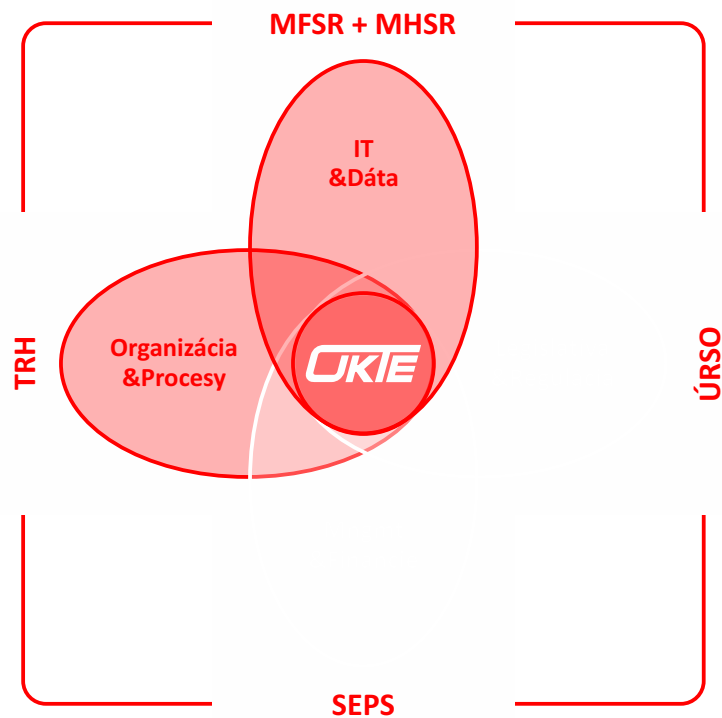 MFSR + MHSR
IT
&Dáta
TRH
Organizácia
&Procesy
OKTE
ÚRSO
SEPS